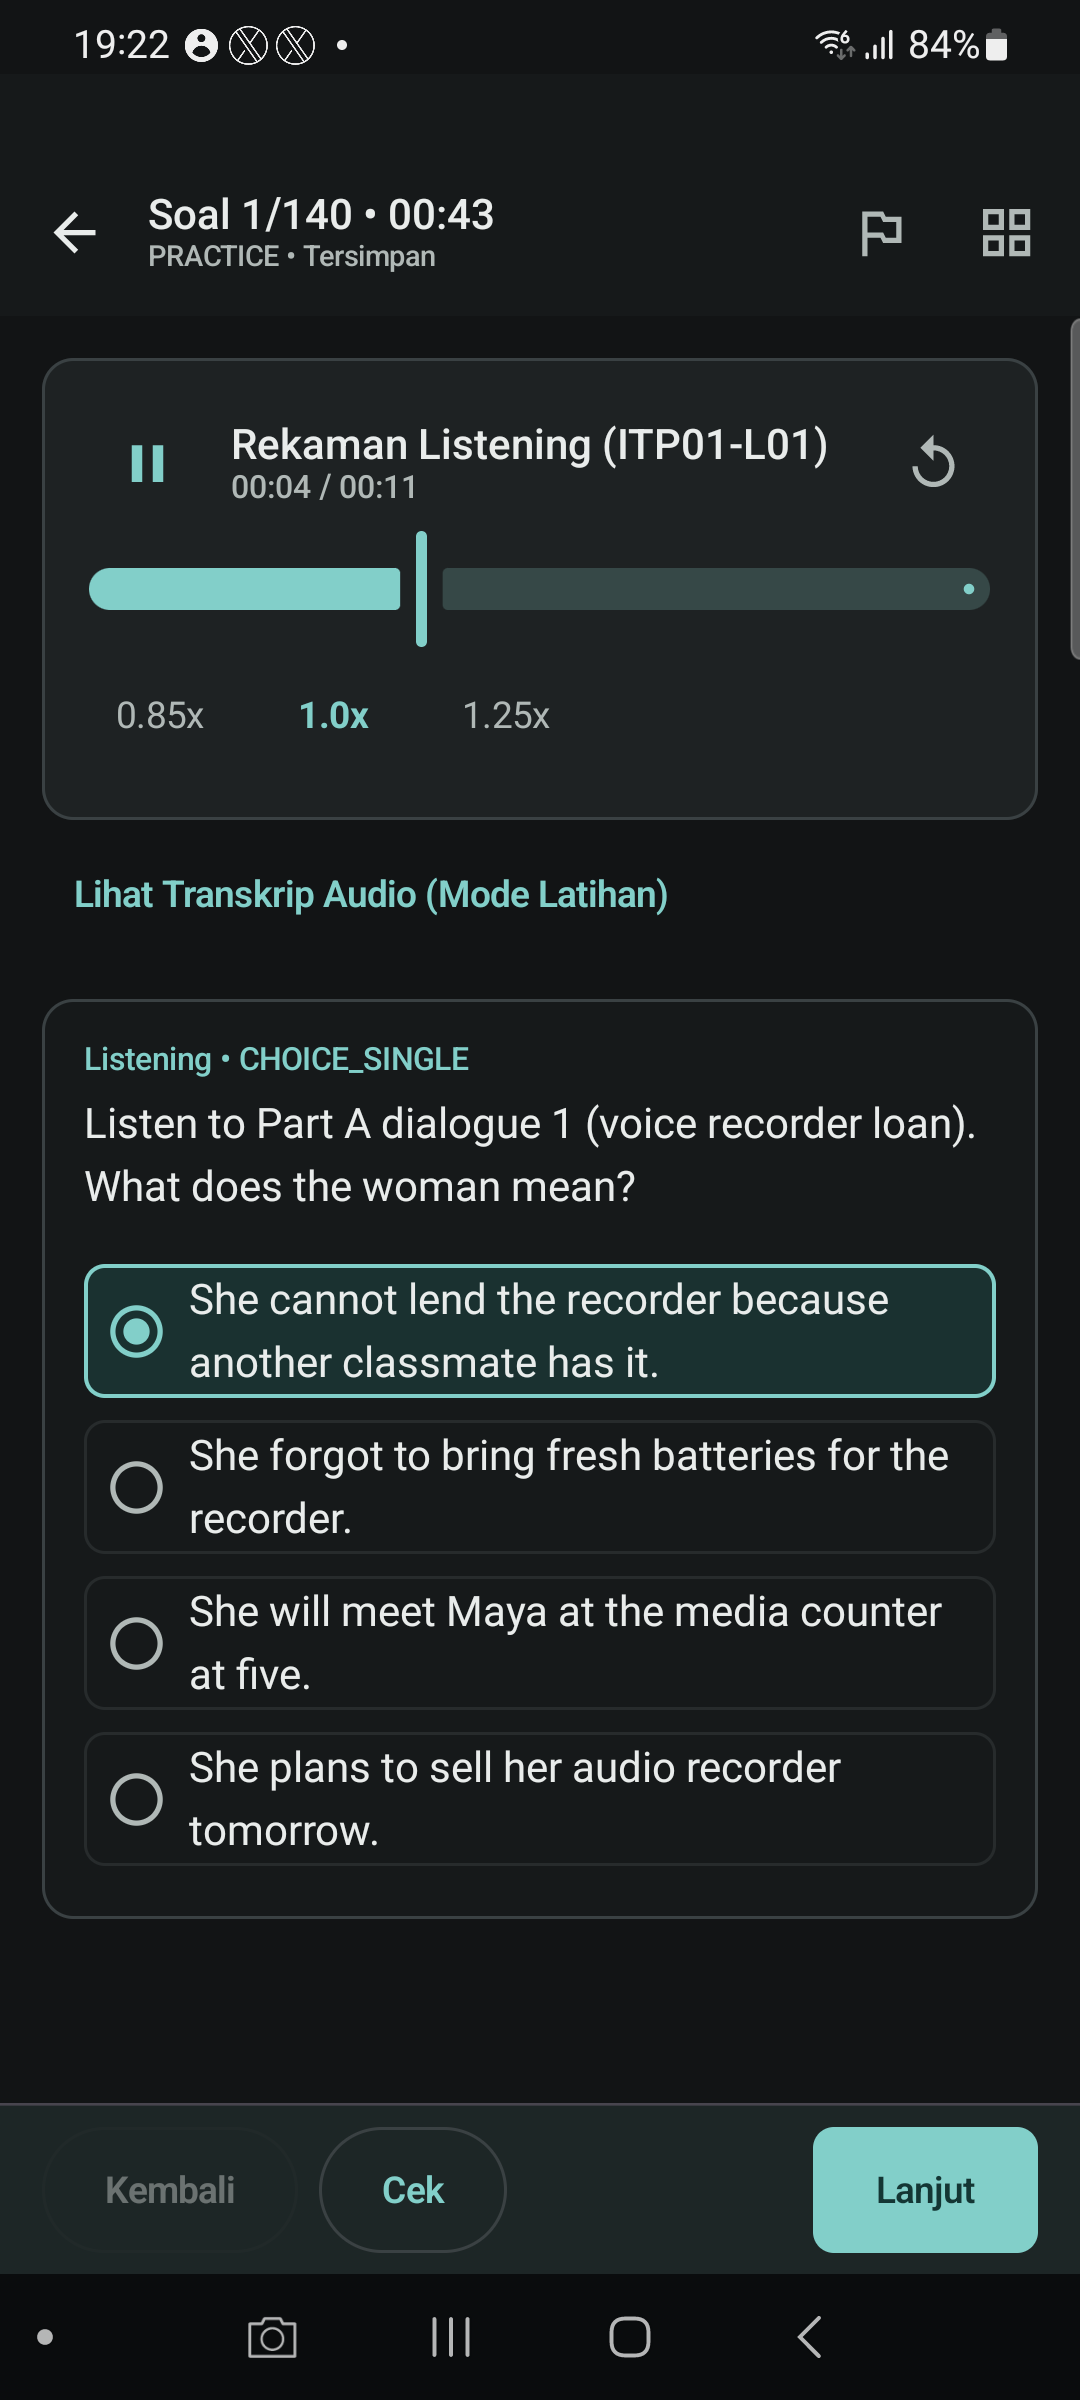 19:22
84%
Soal 1/140 • 00:43
PRACTICE • Tersimpan
Rekaman Listening (ITP01-L01)
00:04 / 00:11
0.85x 1.0x 1.25x
Lihat Transkrip Audio (Mode Latihan)
Listening • CHOICE_SINGLE
Listen to Part A dialogue 1 (voice recorder loan).
What does the woman mean?
She cannot lend the recorder because
another classmate has it.
She forgot to bring fresh batteries for the
recorder.
She will meet Maya at the media counter
at five.
She plans to sell her audio recorder
tomorrow.
Kembali Cek Lanjut